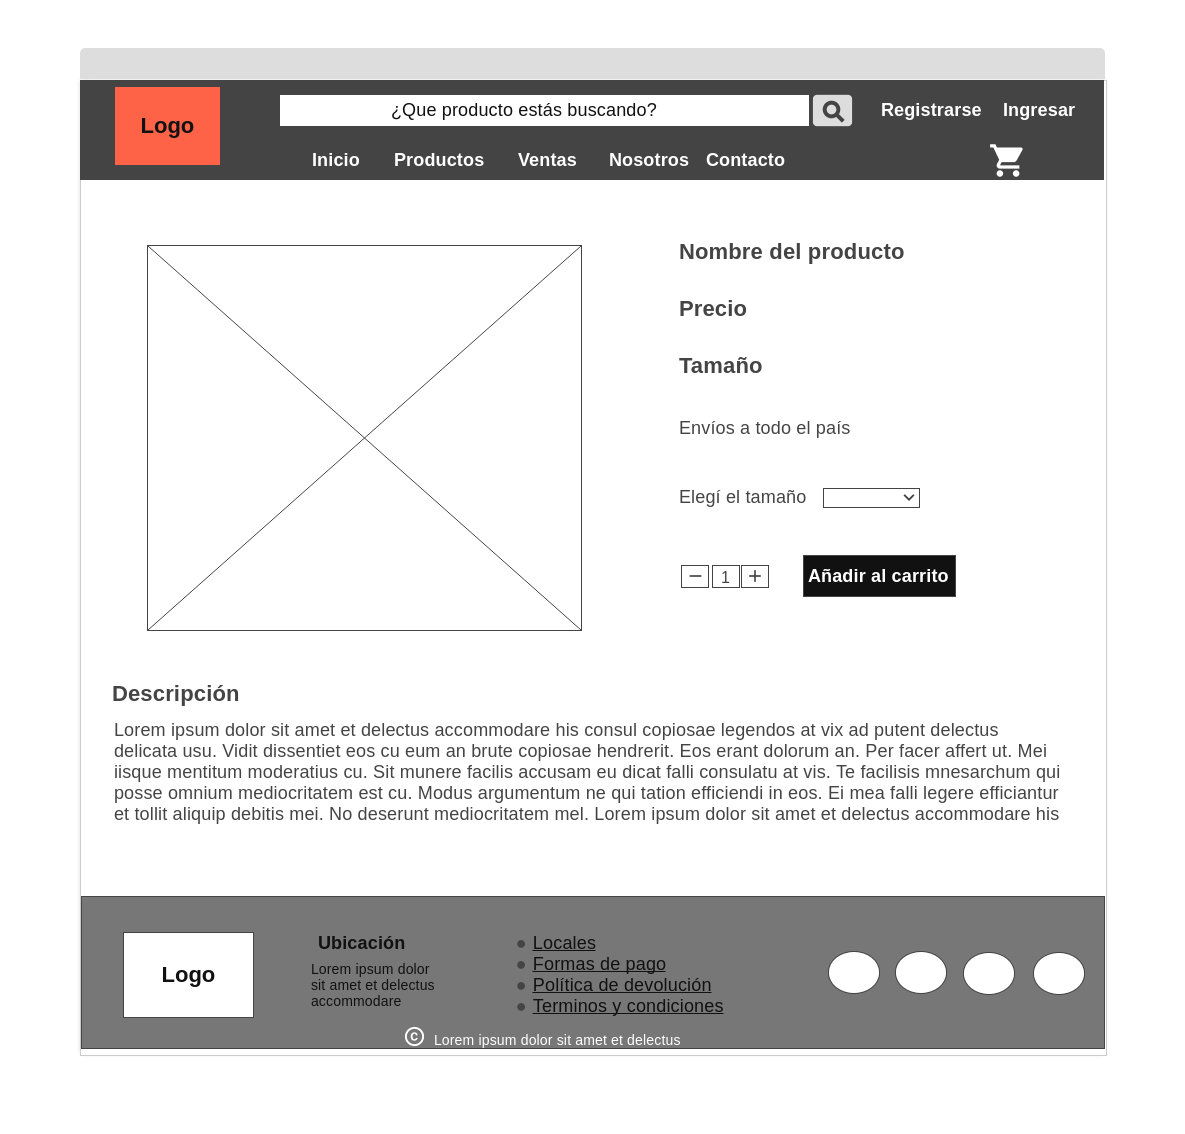 Logo
¿Que producto estás buscando?
Registrarse
Ingresar
Inicio
Productos
Ventas
Nosotros
Contacto
Nombre del producto
Precio
Tamaño
Envíos a todo el país
Elegí el tamaño
1
Añadir al carrito
Descripción
Lorem ipsum dolor sit amet et delectus accommodare his consul copiosae legendos at vix ad putent delectus
delicata usu. Vidit dissentiet eos cu eum an brute copiosae hendrerit. Eos erant dolorum an. Per facer affert ut. Mei
iisque mentitum moderatius cu. Sit munere facilis accusam eu dicat falli consulatu at vis. Te facilisis mnesarchum qui
posse omnium mediocritatem est cu. Modus argumentum ne qui tation efficiendi in eos. Ei mea falli legere efficiantur
et tollit aliquip debitis mei. No deserunt mediocritatem mel. Lorem ipsum dolor sit amet et delectus accommodare his
Logo
Ubicación
Lorem ipsum dolor
sit amet et delectus
accommodare
Locales
Formas de pago
Política de devolución
Terminos y condiciones
© Lorem ipsum dolor sit amet et delectus